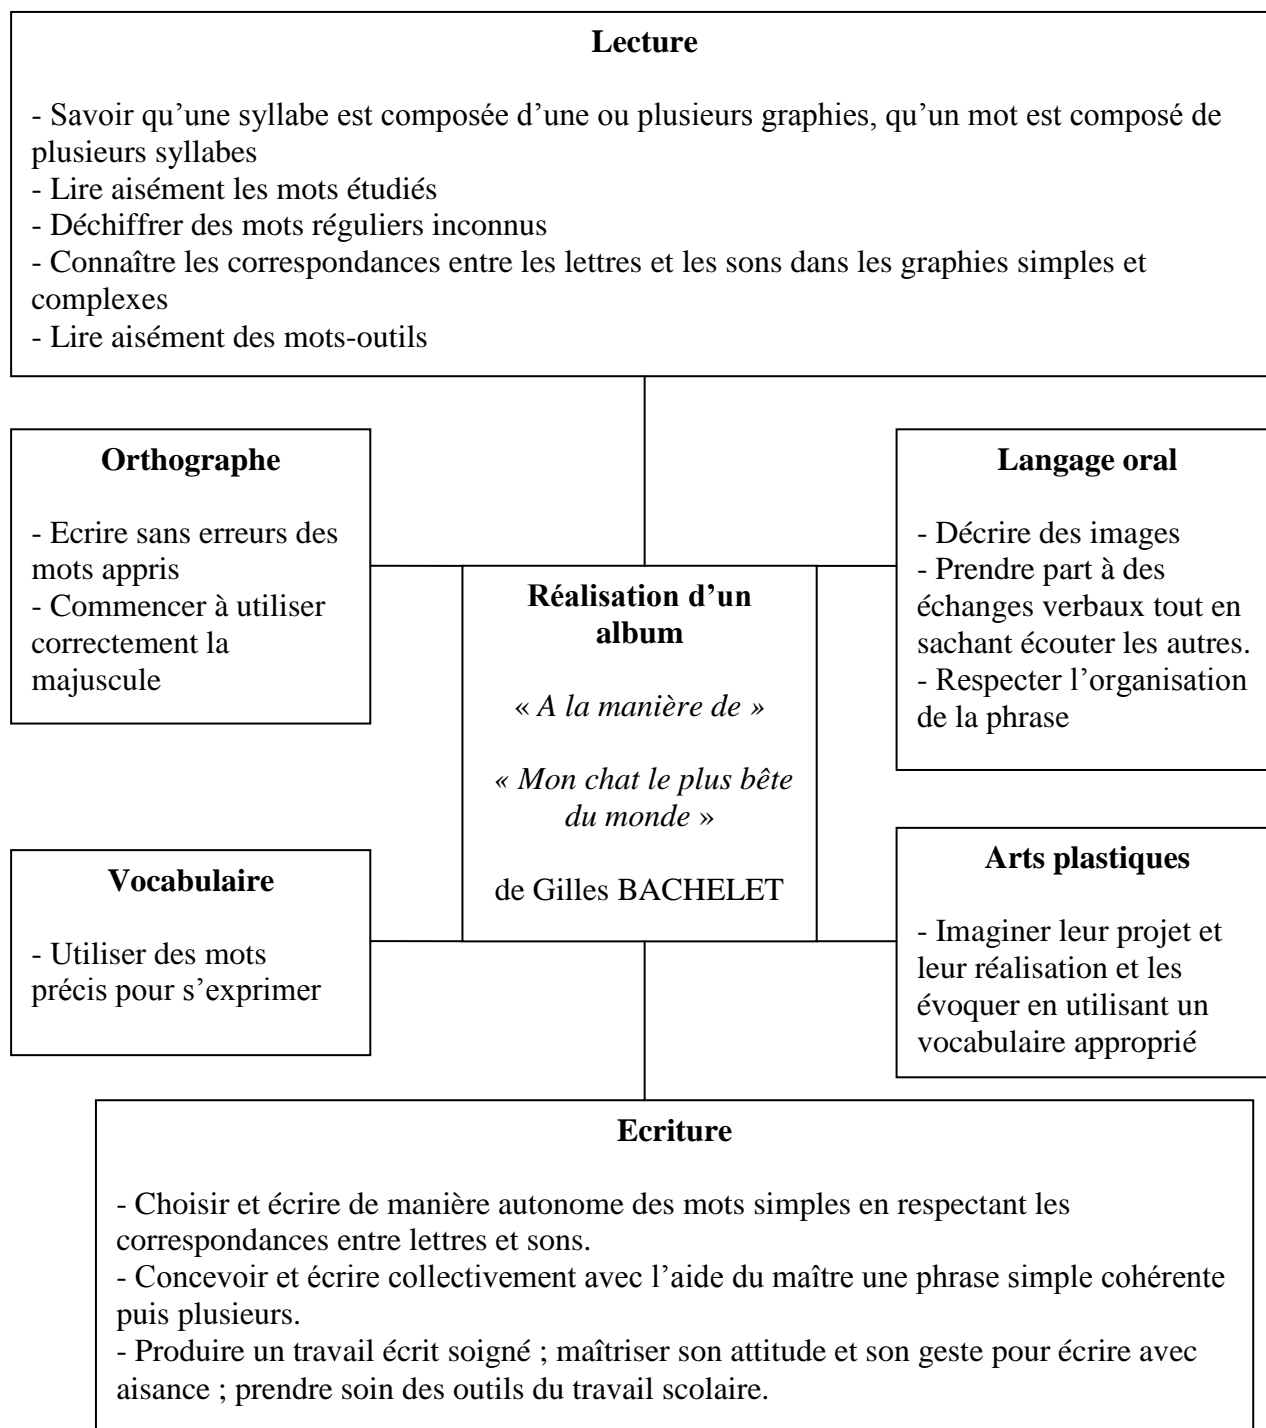 Lecture
- Savoir qu’une syllabe est composée d’une ou plusieurs graphies, qu’un mot est composé de
plusieurs syllabes
- Lire aisément les mots étudiés
- Déchiffrer des mots réguliers inconnus
- Connaître les correspondances entre les lettres et les sons dans les graphies simples et
complexes
- Lire aisément des mots-outils
Orthographe
- Ecrire sans erreurs des
mots appris
- Commencer à utiliser
correctement la
majuscule
Langage oral
- Décrire des images
- Prendre part à des
échanges verbaux tout en
sachant écouter les autres.
- Respecter l’organisation
de la phrase
Réalisation d’un
album
« A la manière de »
« Mon chat le plus bête
du monde »
de Gilles BACHELET
Vocabulaire
- Utiliser des mots
précis pour s’exprimer
Arts plastiques
- Imaginer leur projet et
leur réalisation et les
évoquer en utilisant un
vocabulaire approprié
Ecriture
- Choisir et écrire de manière autonome des mots simples en respectant les
correspondances entre lettres et sons.
- Concevoir et écrire collectivement avec l’aide du maître une phrase simple cohérente
puis plusieurs.
- Produire un travail écrit soigné ; maîtriser son attitude et son geste pour écrire avec
aisance ; prendre soin des outils du travail scolaire.